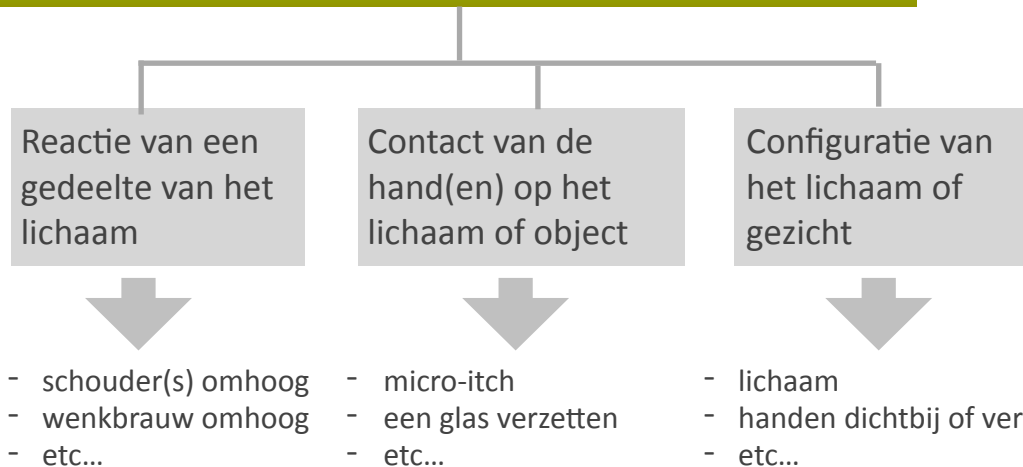 Reactie van een
gedeelte van het
lichaam
Contact van de
hand(en) op het
lichaam of object
Configuratie van
het lichaam of
gezicht
- schouder(s) omhoog
- wenkbrauw omhoog
- etc…
- micro-itch
- een glas verzetten
- etc…
- lichaam
- handen dichtbij of ver
- etc…